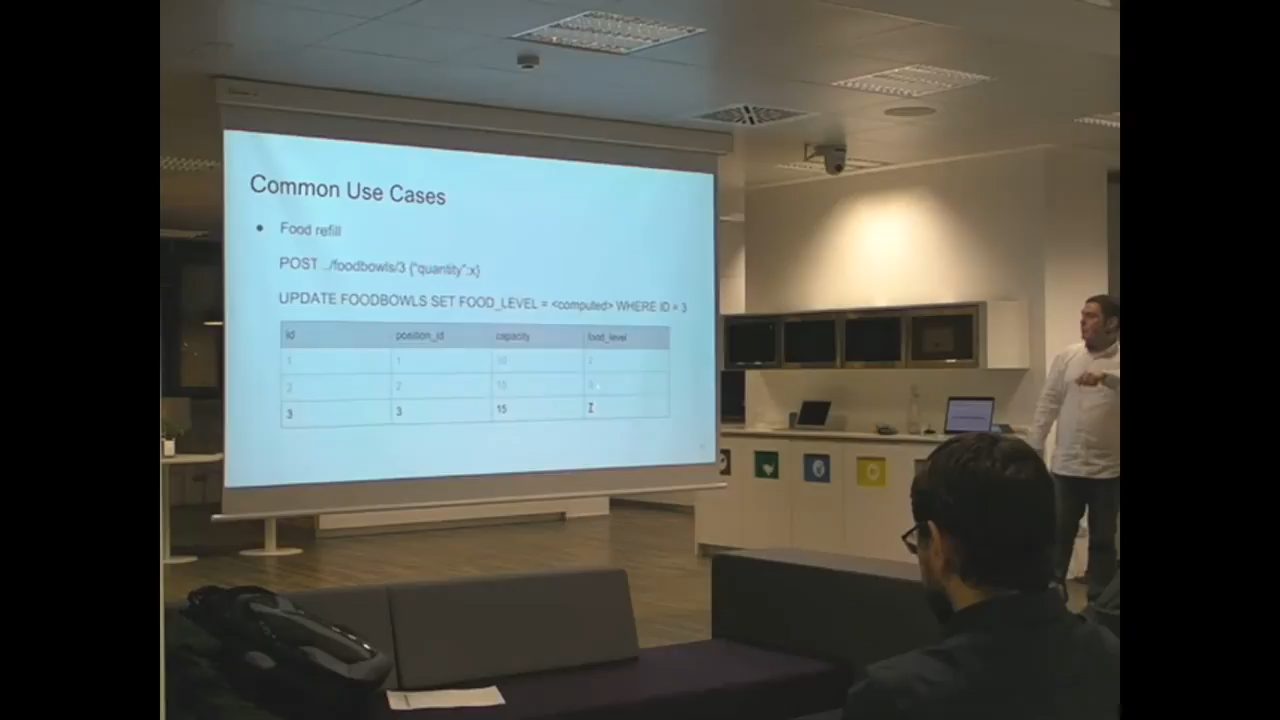 Common Use Cases
• Food refill
POST ../foodbowls/3 {"quantity":x}
UPDATE FOODBOWLS SET FOOD_LEVEL = <computed> WHERE ID = 3
id position_id capacity food_level
1 1
2 2 15
3 3 15